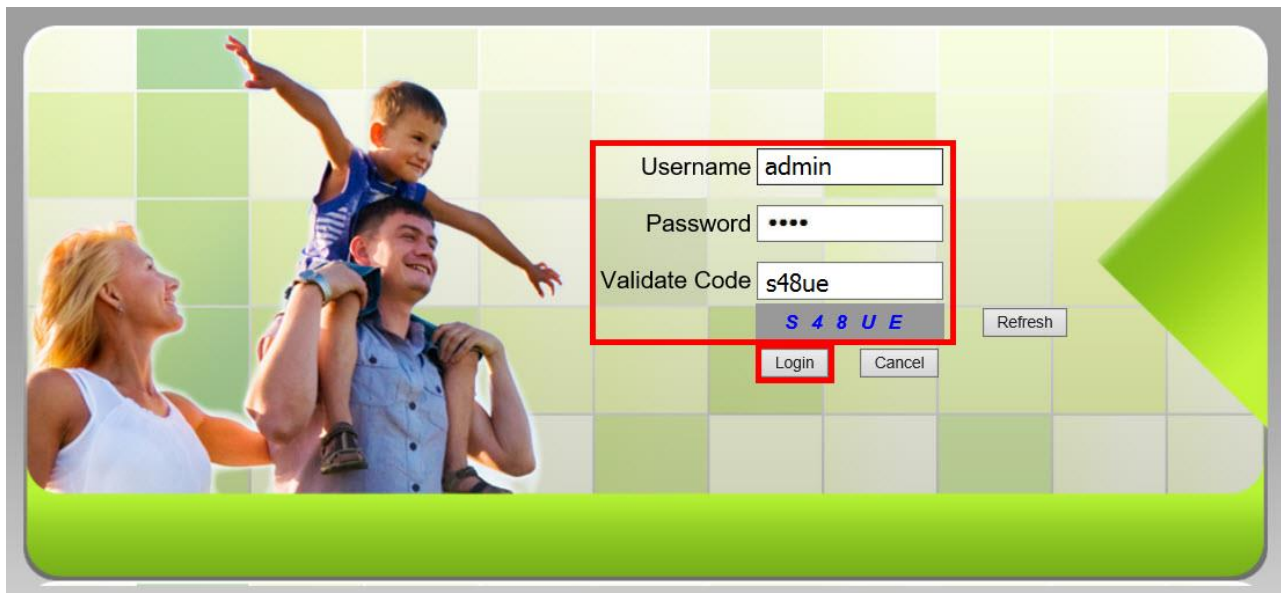 Username admin
Password ••••
Validate Code s48ue
S 4 8 U E Refresh
Login Cancel